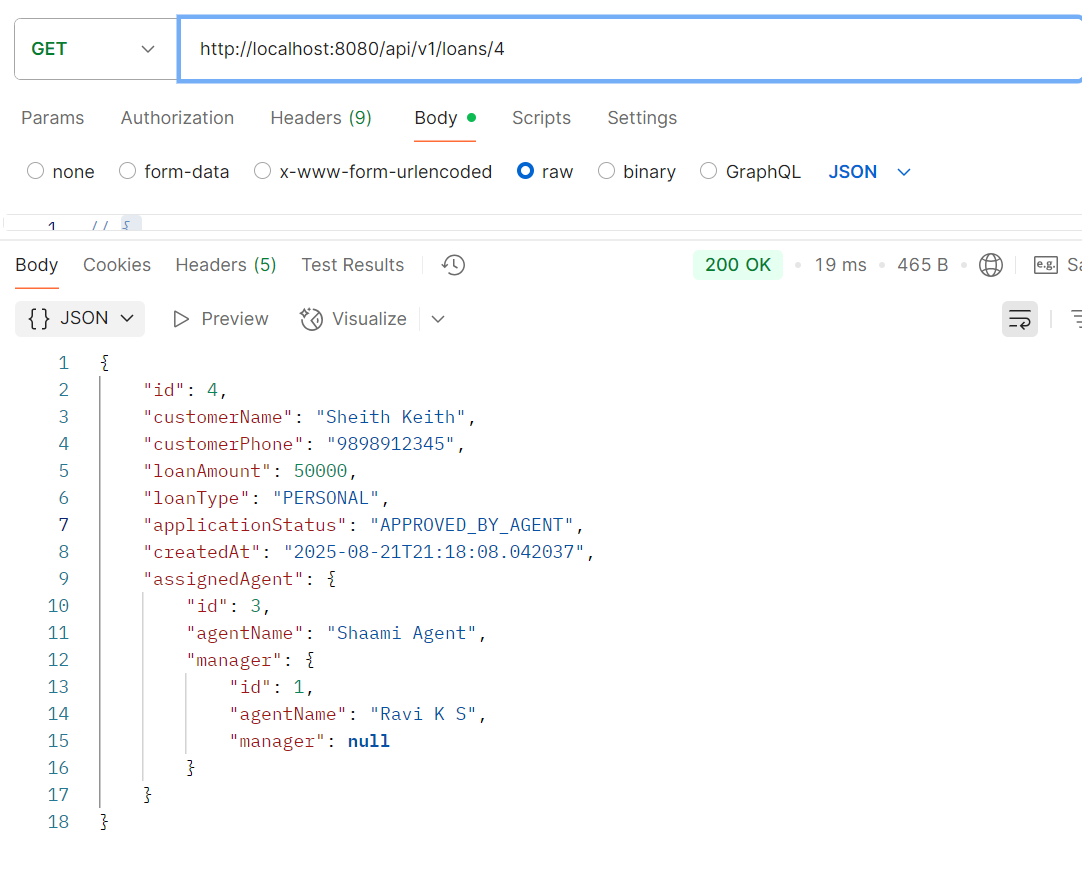 GET http://localhost:8080/api/v1/loans/4
Params Authorization Headers (9) Body Scripts Settings
none form-data x-www-form-urlencoded raw binary GraphQL JSON
1 // {
Body Cookies Headers (5) Test Results 200 OK 19 ms 465 B e.g. Sa
{} JSON Preview Visualize
1 {
2 "id": 4,
3 "customerName": "Sheith Keith",
4 "customerPhone": "9898912345",
5 "loanAmount": 50000,
6 "loanType": "PERSONAL",
7 "applicationStatus": "APPROVED_BY_AGENT",
8 "createdAt": "2025-08-21T21:18:08.042037",
9 "assignedAgent": {
10 "id": 3,
11 "agentName": "Shaami Agent",
12 "manager": {
13 "id": 1,
14 "agentName": "Ravi K S",
15 "manager": null
16 }
17 }
18 }